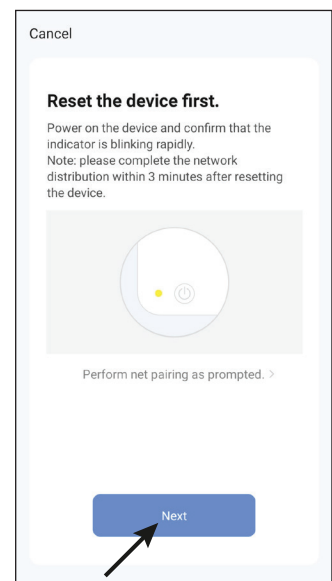 Cancel
Reset the device first.
Power on the device and confirm that the
indicator is blinking rapidly.
Note: please complete the network
distribution within 3 minutes after resetting
the device.
Perform net pairing as prompted. >
Next